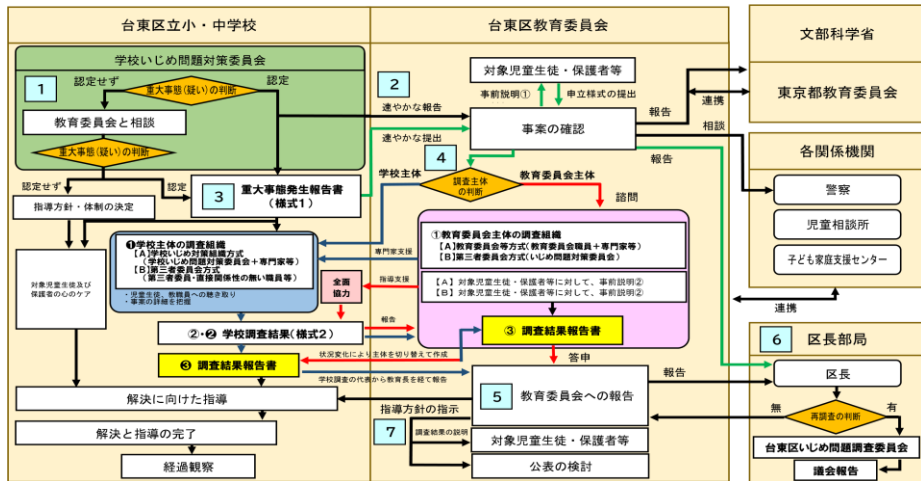 台東区立小・中学校
学校いじめ問題対策委員会
1
認定せず
重大事態(疑い)の判断
認定
教育委員会と相談
重大事態(疑い)の判断
認定せず
認定
指導方針・体制の決定
3
重大事態発生報告書
(様式1)
❶学校主体の調査組織
【A】学校いじめ対策組織方式
(学校いじめ問題対策委員会+専門家等)
【B】第三者委員会方式
(第三者委員・直接関係性の無い職員等)
・児童生徒、教職員への聴き取り
・事案の詳細を把握
対象児童生徒及び
保護者の心のケア
全面
協力
②・❷ 学校調査結果(様式2)
❸ 調査結果報告書
解決に向けた指導
解決と指導の完了
経過観察
台東区教育委員会
2
対象児童生徒・保護者等
事前説明①
申立様式の提出
速やかな報告
速やかな提出
事案の確認
報告
相談
報告
連携
学校主体
4
調査主体
の判断
教育委員会主体
諮問
専門家支援
①教育委員会主体の調査組織
【A】教育委員会等方式(教育委員会職員+専門家等)
【B】第三者委員会方式(いじめ問題対策委員会)
指導支援
【A】対象児童生徒・保護者等に対して、事前説明②
【B】対象児童生徒・保護者等に対して、事前説明②
報告
③ 調査結果報告書
状況変化により主体を切り替えて作成
答申
学校調査の代表から教育長を経て報告
5
教育委員会への報告
報告
指導方針の指示
7
調査結果の説明
対象児童生徒・保護者等
公表の検討
文部科学省
東京都教育委員会
各関係機関
警察
児童相談所
子ども家庭支援センター
連携
6
区長部局
区長
無
再調査の判断
有
台東区いじめ問題調査委員会
議会報告